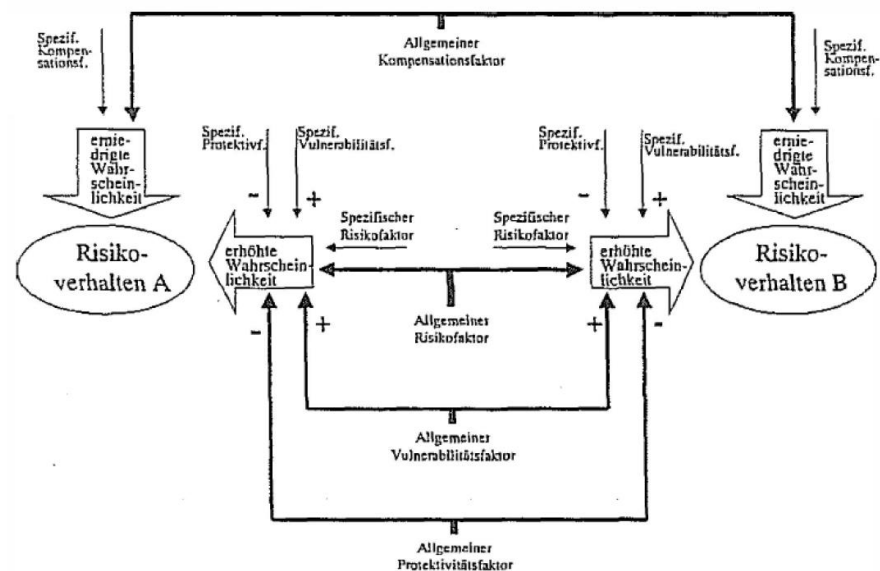 Allgemeiner
Kompensationsfaktor
Spezif.
Kompen-
sationsf.
Spezif.
Kompen-
sationsf.
ernie-
drigte
Wahr-
schein-
lichkeit
ernie-
drigte
Wahr-
schein-
lichkeit
Spezif.
Protektivf.
Spezif.
Vulnerabilitätsf.
Spezif.
Protektivf.
Spezif.
Vulnerabilitätsf.
-
+
-
+
Spezifischer
Risikofaktor
Spezifischer
Risikofaktor
Risiko-
verhalten A
erhöhte
Wahrschein-
lichkeit
erhöhte
Wahrschein-
lichkeit
Risiko-
verhalten B
-
+
+
-
Allgemeiner
Risikofaktor
Allgemeiner
Vulnerabilitätsfaktor
Allgemeiner
Protektivitätsfaktor